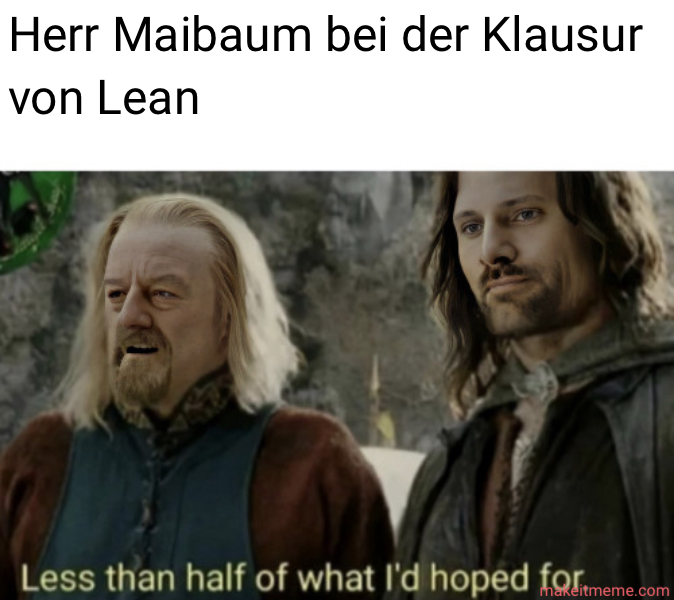 Herr Maibaum bei der Klausur
von Lean
Less than half of what I'd hoped for
makeitmeme.com